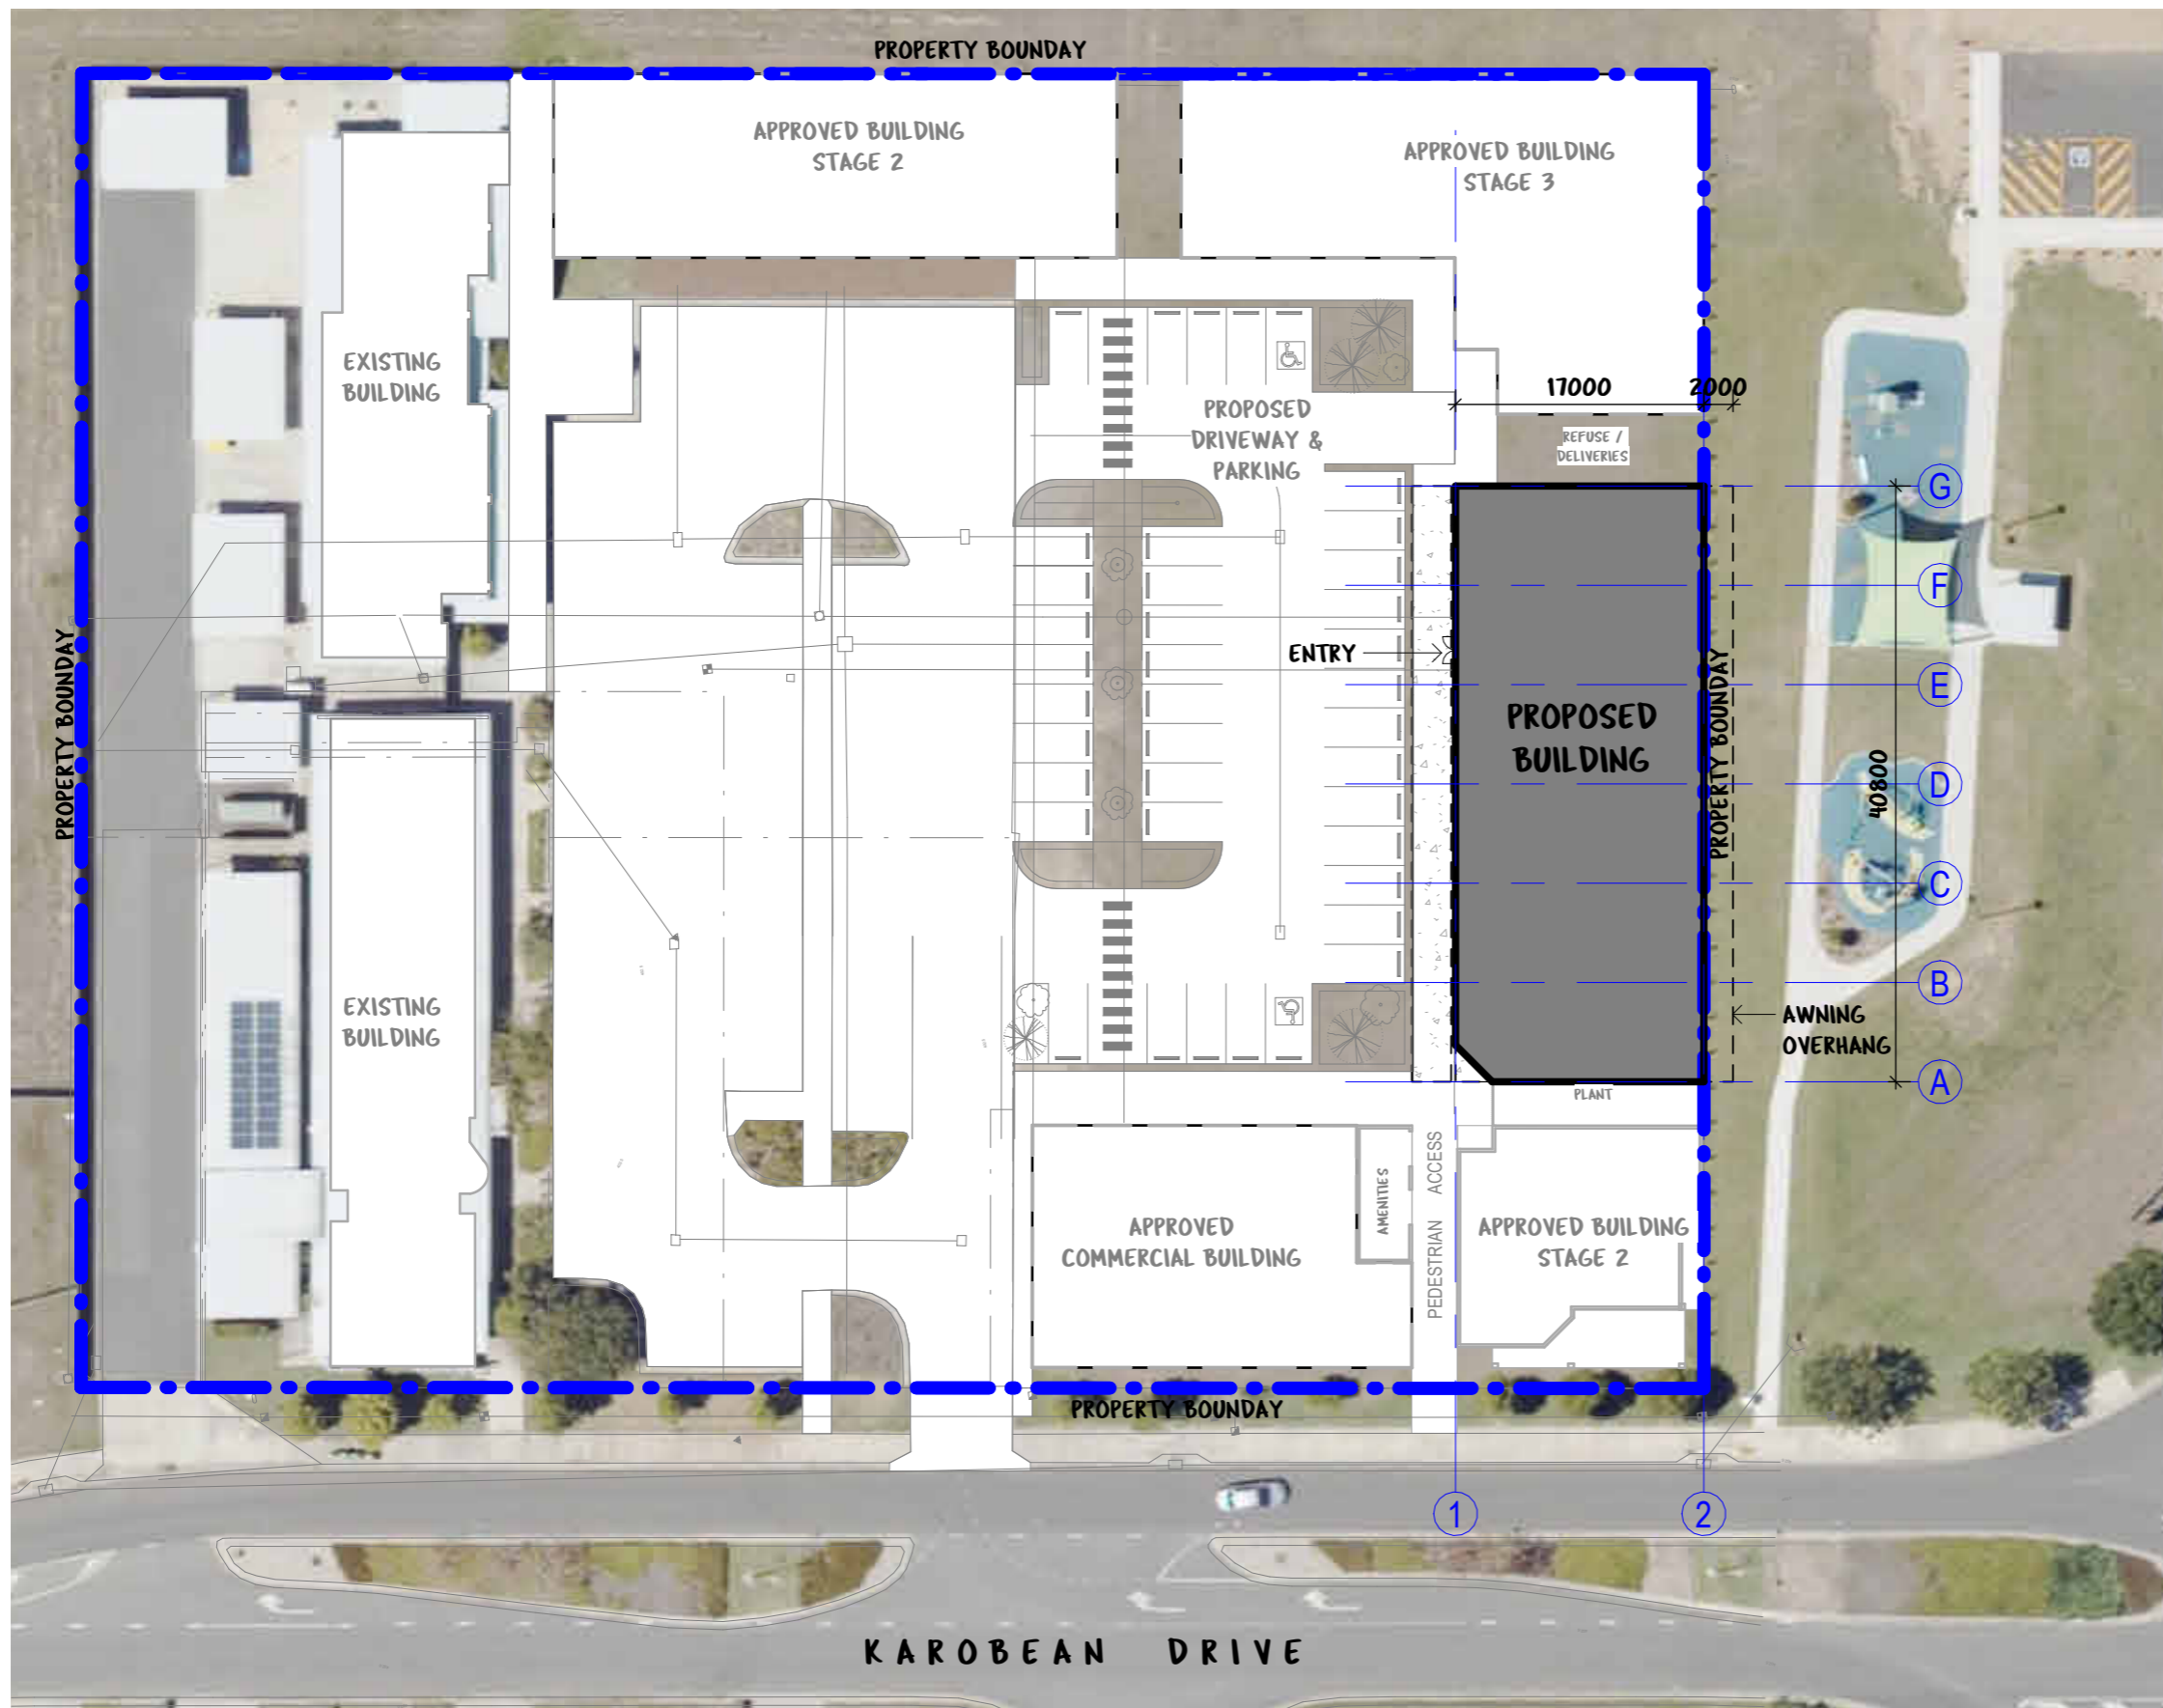 PROPERTY BOUNDAY
APPROVED BUILDING
STAGE 2
APPROVED BUILDING
STAGE 3
EXISTING
BUILDING
17000
2000
PROPOSED
DRIVEWAY &
PARKING
REFUSE /
DELIVERIES
G
F
ENTRY
E
PROPERTY BOUNDAY
PROPOSED
BUILDING
PROPERTY BOUNDAY
D
40800
C
B
EXISTING
BUILDING
AWNING
OVERHANG
A
PLANT
PEDESTRIAN ACCESS
AMENITIES
APPROVED
COMMERCIAL BUILDING
APPROVED BUILDING
STAGE 2
PROPERTY BOUNDAY
1
2
KAROBEAN DRIVE